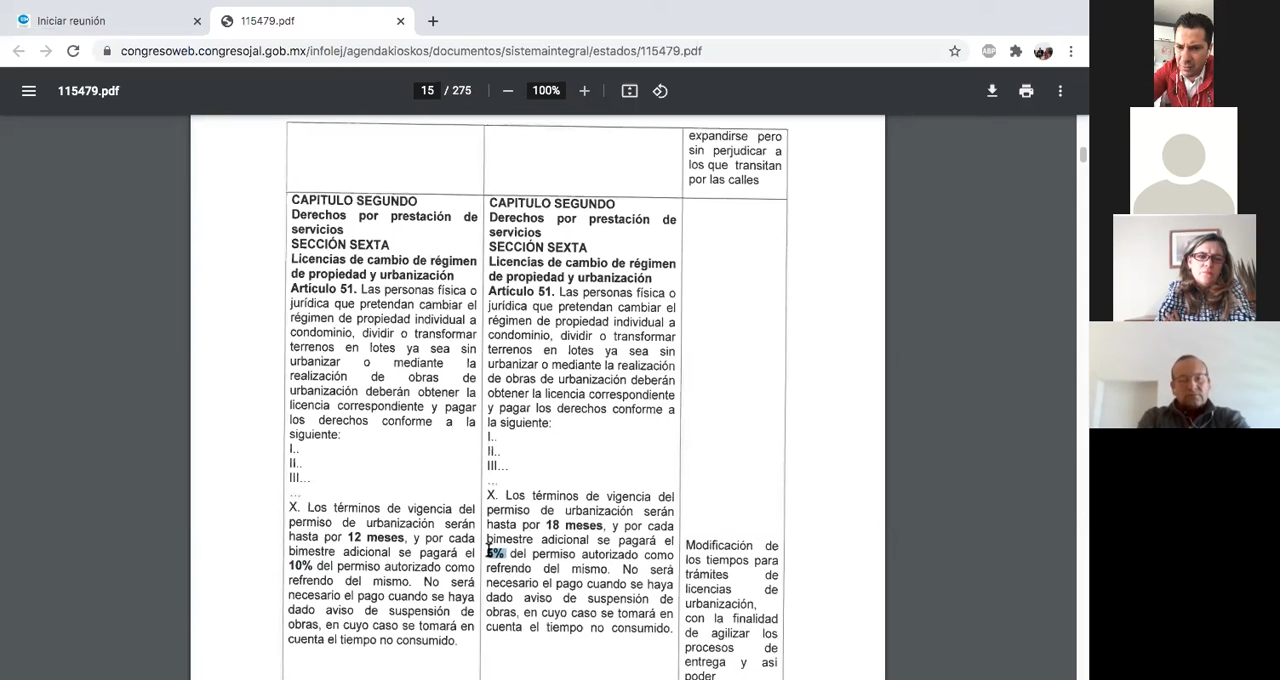 Iniciar reunión
115479.pdf
congresoweb.congresojal.gob.mx/infolej/agendakioskos/documentos/sistemaintegral/estados/115479.pdf
ABP
115479.pdf
15 / 275
100%
expandirse pero
sin perjudicar a
los que transitan
por las calles
CAPITULO SEGUNDO
Derechos por prestación de
servicios
SECCIÓN SEXTA
Licencias de cambio de régimen
de propiedad y urbanización
Artículo 51. Las personas física o
jurídica que pretendan cambiar el
régimen de propiedad individual a
condominio, dividir o transformar
terrenos en lotes ya sea sin
urbanizar o mediante la
realización de obras de
urbanización deberán obtener la
licencia correspondiente y pagar
los derechos conforme a la
siguiente:
I..
II..
III...
...
X. Los términos de vigencia del
permiso de urbanización serán
hasta por 12 meses, y por cada
bimestre adicional se pagará el
10% del permiso autorizado como
refrendo del mismo. No será
necesario el pago cuando se haya
dado aviso de suspensión de
obras, en cuyo caso se tomará en
cuenta el tiempo no consumido.
CAPITULO SEGUNDO
Derechos por prestación de
servicios
SECCIÓN SEXTA
Licencias de cambio de régimen
de propiedad y urbanización
Artículo 51. Las personas física o
jurídica que pretendan cambiar el
régimen de propiedad individual a
condominio, dividir o transformar
terrenos en lotes ya sea sin
urbanizar o mediante la realización
de obras de urbanización deberán
obtener la licencia correspondiente
y pagar los derechos conforme a
la siguiente:
I..
II..
III...
...
X. Los términos de vigencia del
permiso de urbanización serán
hasta por 18 meses, y por cada
bimestre adicional se pagará el
5% del permiso autorizado como
refrendo del mismo. No será
necesario el pago cuando se haya
dado aviso de suspensión de
obras, en cuyo caso se tomará en
cuenta el tiempo no consumido.
Modificación de
los tiempos para
trámites de
licencias de
urbanización,
con la finalidad
de agilizar los
procesos de
entrega y así
poder